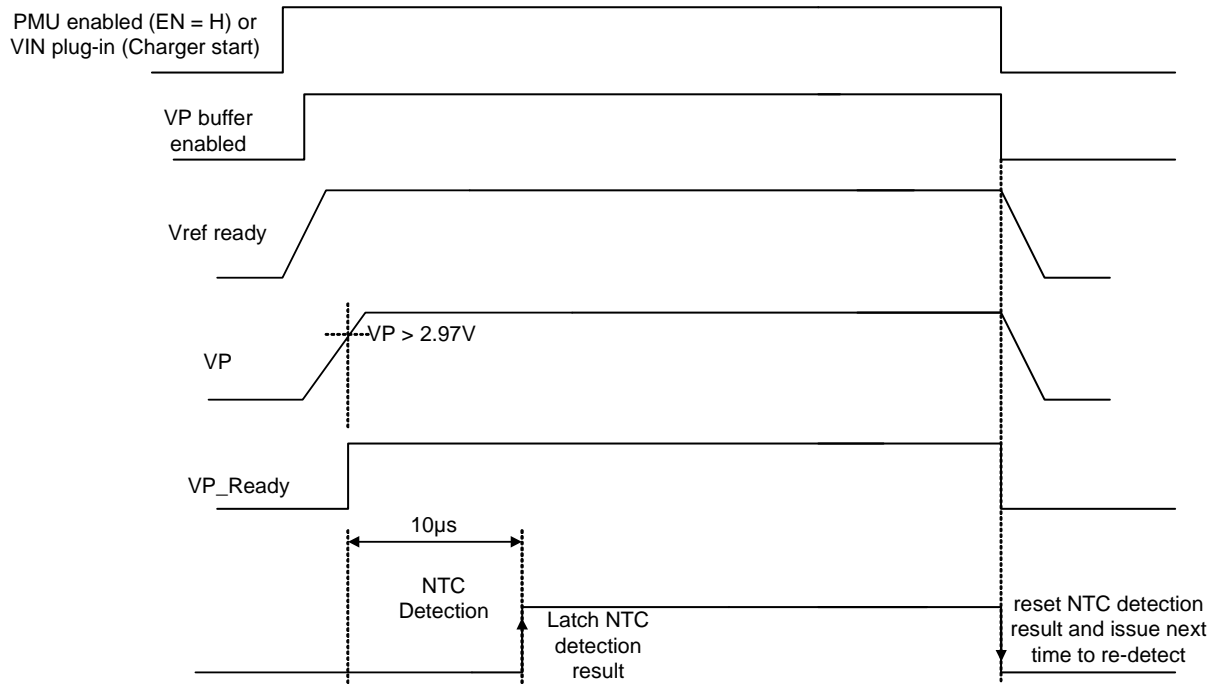 PMU enabled (EN = H) or
VIN plug-in (Charger start)
VP buffer
enabled
Vref ready
VP > 2.97V
VP
VP_Ready
10µs
NTC
Detection
Latch NTC
detection
result
reset NTC detection
result and issue next
time to re-detect